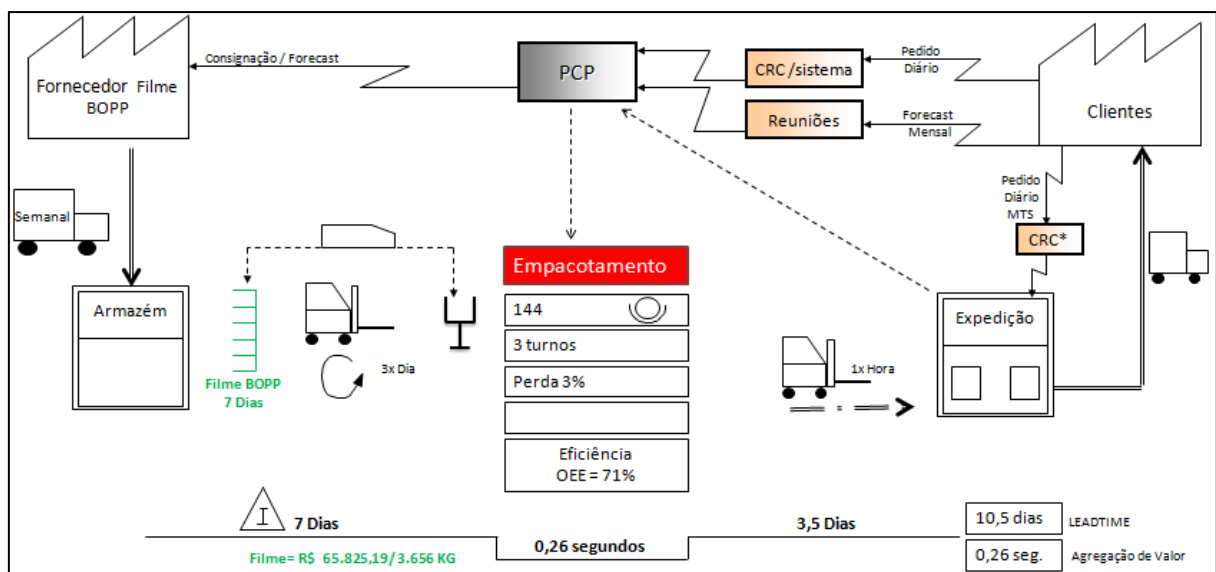 Fornecedor Filme
BOPP
Consignação / Forecast
PCP
CRC /sistema
Reuniões
Pedido
Diário
Forecast
Mensal
Clientes
Pedido
Diário
MTS
CRC*
Semanal
Armazém
Filme BOPP
7 Dias
3x Dia
Empacotamento
144
3 turnos
Perda 3%
Eficiência
OEE = 71%
1x Hora
Expedição
I
7 Dias
Filme= R$ 65.825,19/ 3.656 KG
0,26 segundos
3,5 Dias
10,5 dias
LEADTIME
0,26 seg.
Agregação de Valor